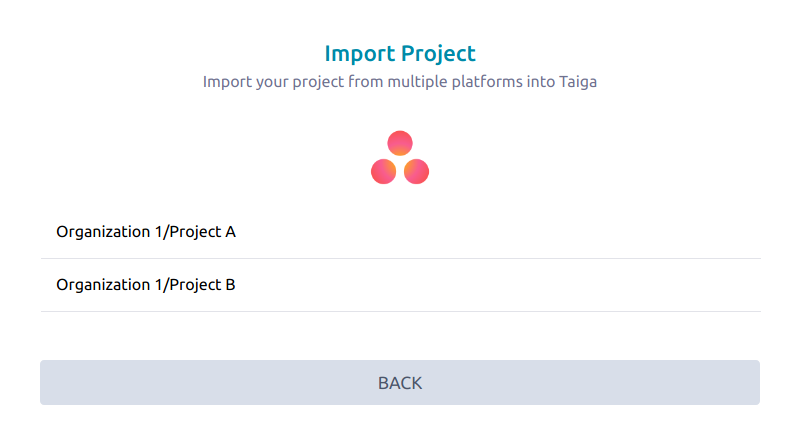 Import Project
Import your project from multiple platforms into Taiga
Organization 1/Project A
Organization 1/Project B
BACK